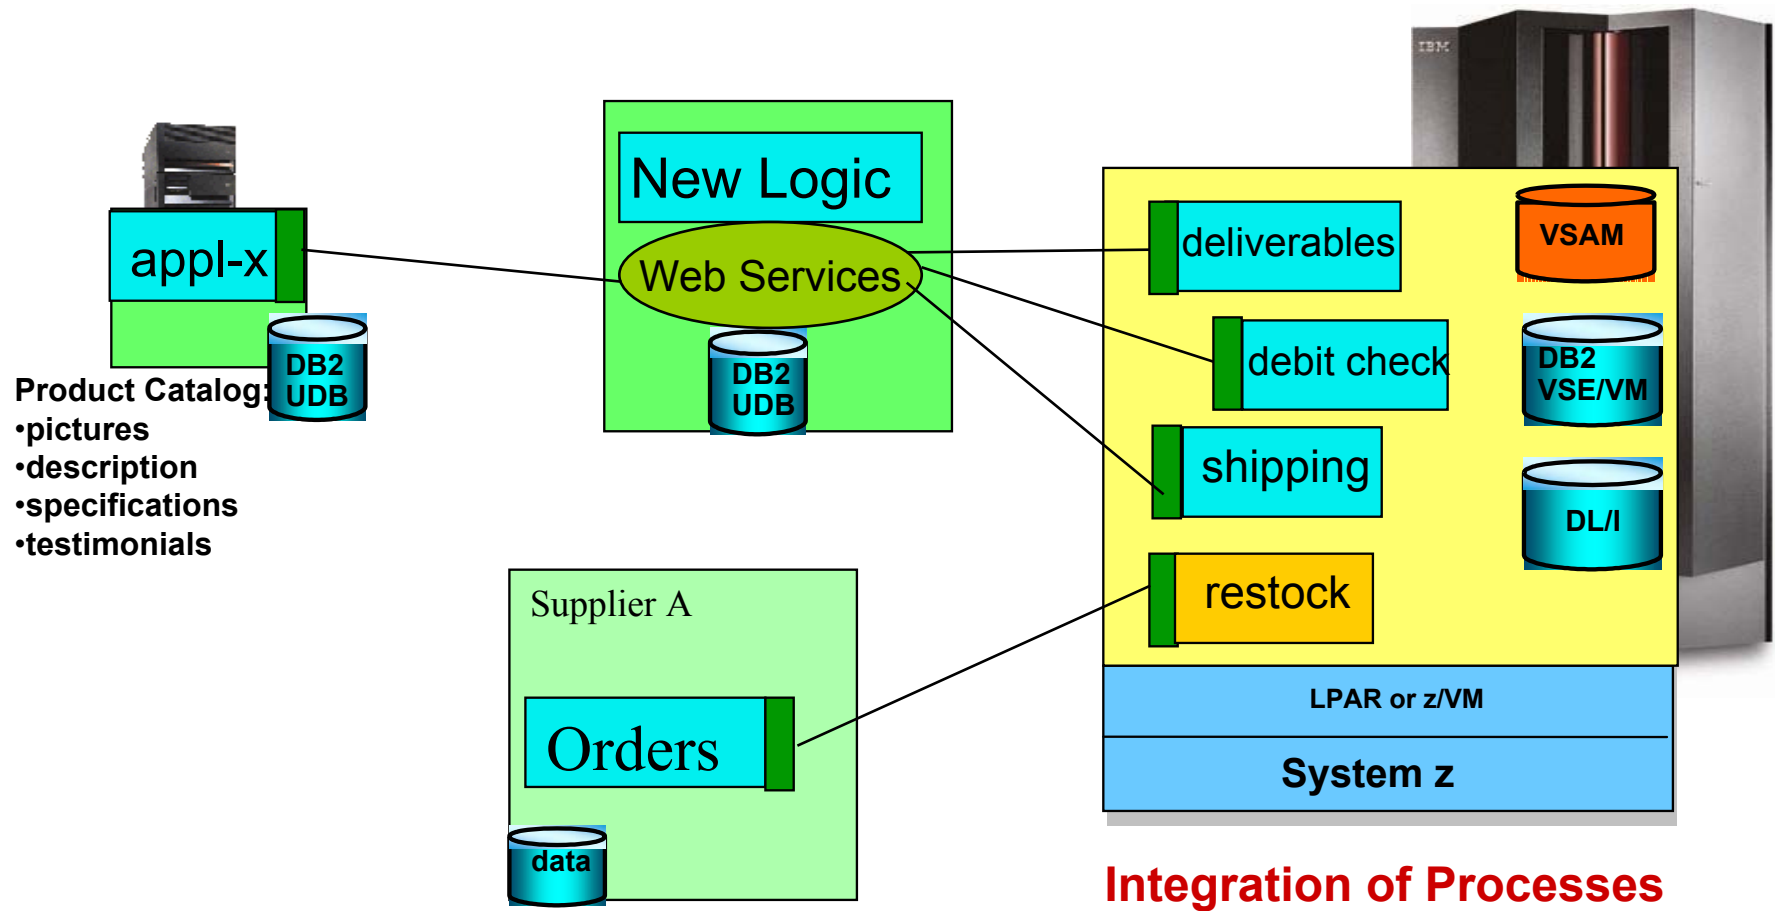 IBM
New Logic
Web Services
DB2
UDB
appl-x
DB2
UDB
Product Catalog:
•pictures
•description
•specifications
•testimonials
deliverables
debit check
shipping
restock
VSAM
DB2
VSE/VM
DL/I
Supplier A
Orders
data
LPAR or z/VM
System z
Integration of Processes